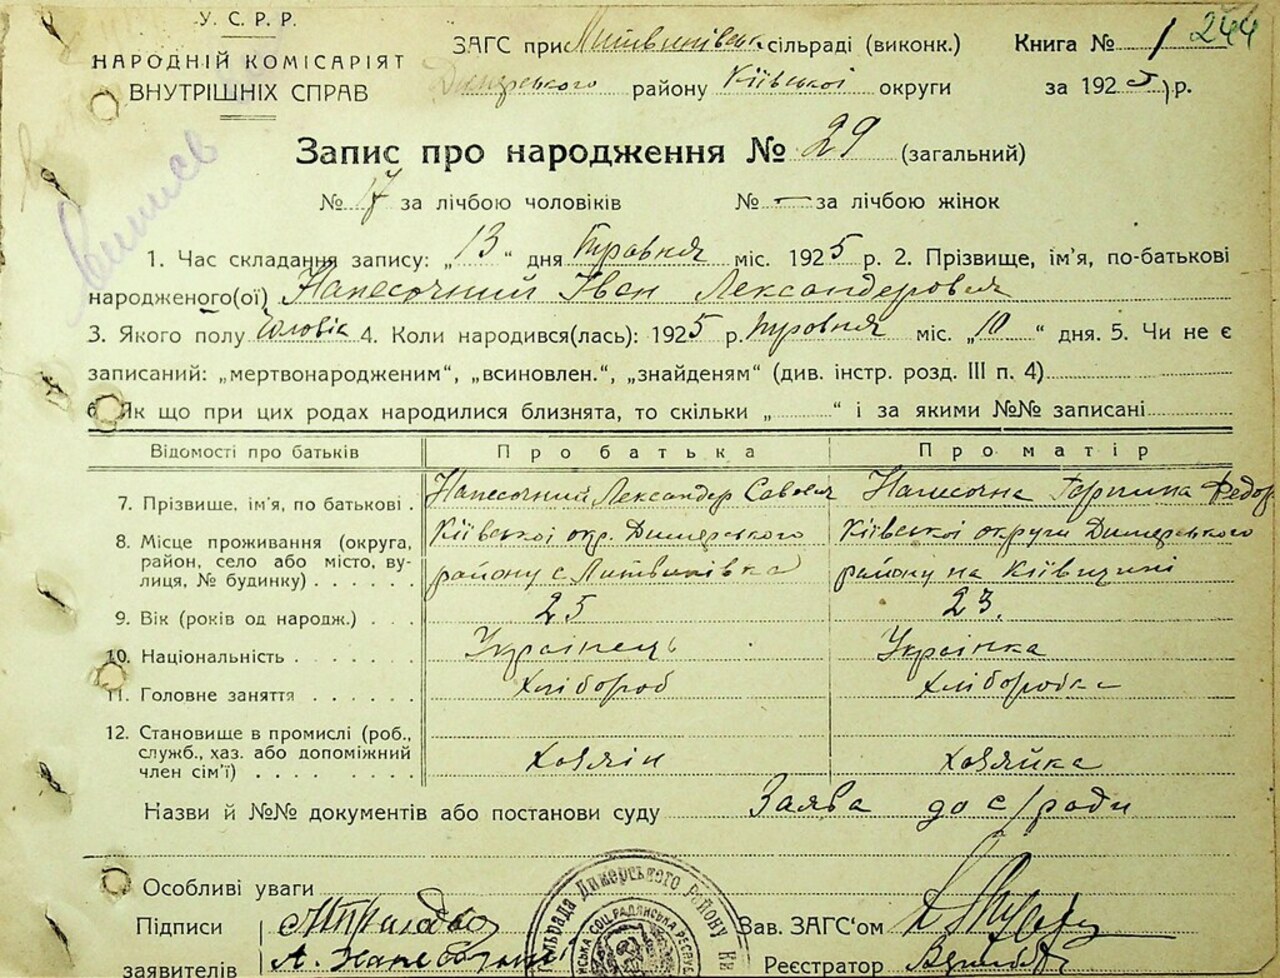 У. С. Р. Р.
НАРОДНІЙ КОМІСАРІЯТ
ВНУТРІШНІХ СПРАВ
ЗАГС при Литвинівськ сільраді (виконк.) Книга № 1 244
Димерського району Київської округи за 1925 р.
Запис про народження № 29 (загальний)
№ 17 за лічбою чоловіків № — за лічбою жінок
1. Час складання запису: „13“ дня Травня міс. 1925 р. 2. Прізвище, ім'я, по-батькові
народженого(ої) Напесочний Іван Лександерович
3. Якого полу Чоловік 4. Коли народився(лась): 1925 р. травня міс. „10“ дня. 5. Чи не є
записаний: „мертвонародженим“, „всиновлен.“, „знайденям“ (див. інстр. розд. III п. 4)
6. Як що при цих родах народилися близнята, то скільки „ “ і за якими №№ записані
Відомості про батьків Про батька Про матір
7. Прізвище, ім'я, по батькові . Напесочний Лександер Савович Напесочна Горпина Федор
8. Місце проживання (округа, район, село або місто, вулиця, № будинку) Київської окр. Димерського Київської округи Димерського
району с Литвинівка району на Київщині
9. Вік (років од народж.) 25 23.
10. Національність Українець Українка
11. Головне заняття Хлібороб Хлібородка
12. Становище в промислі (роб.,
служб., хаз. або допоміжний
член сім'ї) Хозяін Хозяйка
Назви й №№ документів або постанови суду Заява до с/ради
Особливі уваги
Підписи Зав. ЗАГС'ом
заявителів А. Реєстратор
Димерського району
СОЦ. РАДЯНСЬКА